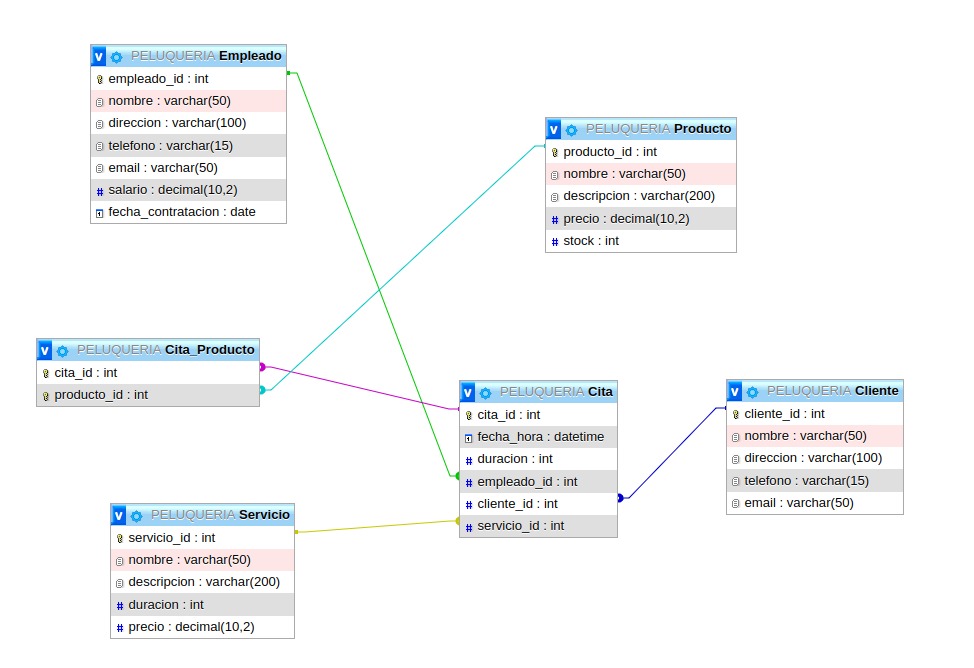 PELUQUERIA Empleado
empleado_id : int
nombre : varchar(50)
direccion : varchar(100)
telefono : varchar(15)
email : varchar(50)
salario : decimal(10,2)
fecha_contratacion : date
PELUQUERIA Producto
producto_id : int
nombre : varchar(50)
descripcion : varchar(200)
precio : decimal(10,2)
stock : int
PELUQUERIA Cita_Producto
cita_id : int
producto_id : int
PELUQUERIA Cita
cita_id : int
fecha_hora : datetime
duracion : int
empleado_id : int
cliente_id : int
servicio_id : int
PELUQUERIA Cliente
cliente_id : int
nombre : varchar(50)
direccion : varchar(100)
telefono : varchar(15)
email : varchar(50)
PELUQUERIA Servicio
servicio_id : int
nombre : varchar(50)
descripcion : varchar(200)
duracion : int
precio : decimal(10,2)